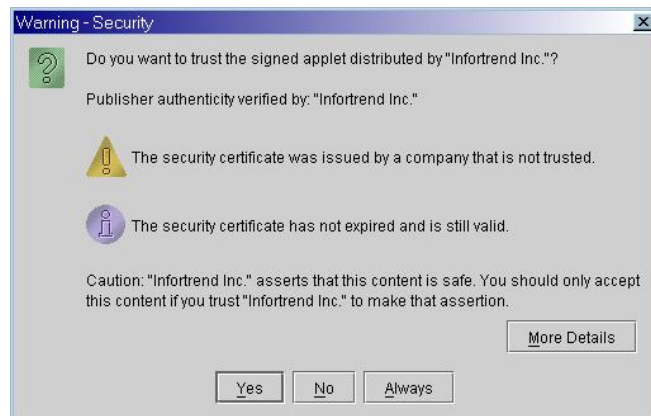 Warning - Security
Do you want to trust the signed applet distributed by "Infortrend Inc."?
Publisher authenticity verified by: "Infortrend Inc."
The security certificate was issued by a company that is not trusted.
The security certificate has not expired and is still valid.
Caution: "Infortrend Inc." asserts that this content is safe. You should only accept
this content if you trust "Infortrend Inc." to make that assertion.
More Details
Yes No Always